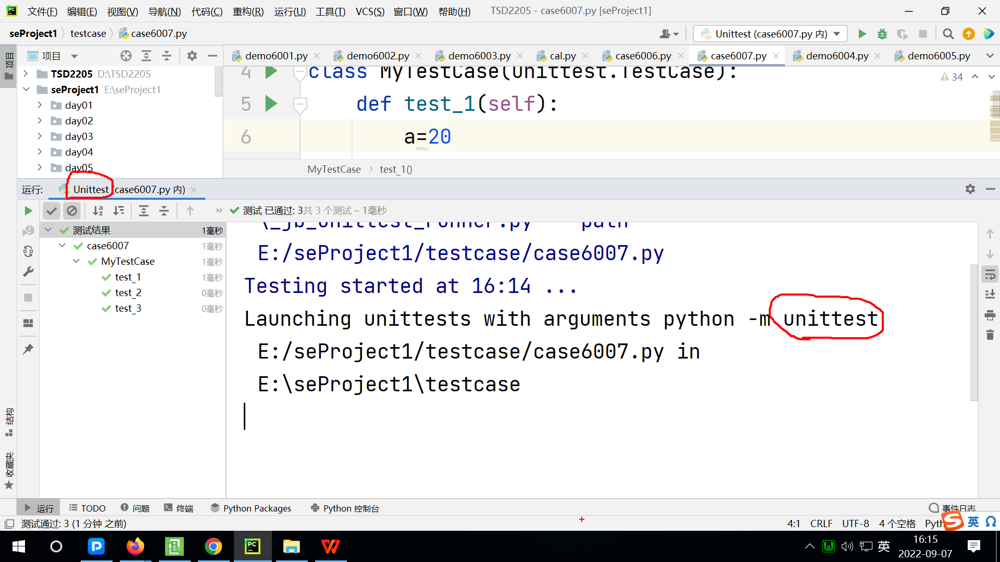 文件(F) 编辑(E) 视图(V) 导航(N) 代码(C) 重构(R) 运行(U) 工具(T) VCS(S) 窗口(W) 帮助(H) TSD2205 - case6007.py [seProject1]
seProject1 testcase case6007.py Unittest (case6007.py 内)
项目
项目
demo6001.py demo6002.py demo6003.py cal.py case6006.py case6007.py demo6004.py demo6005.py
TSD2205 D:\TSD2205
seProject1 E:\seProject1
day01
day02
day03
day04
day05
4 class MyTestCase(unittest.TestCase):
34
5 def test_1(self):
6 a=20
MyTestCase test_1()
运行: Unittest (case6007.py 内)
测试 已通过: 3共 3 个测试 – 1毫秒
测试结果 1毫秒
case6007 1毫秒
MyTestCase 1毫秒
test_1 1毫秒
test_2 0毫秒
test_3 0毫秒
\_jb_unittest_runner.py --path
E:/seProject1/testcase/case6007.py
Testing started at 16:14 ...
Launching unittests with arguments python -m unittest
E:/seProject1/testcase/case6007.py in
E:\seProject1\testcase
结构
收藏夹
运行 TODO 问题 终端 Python Packages Python 控制台 事件日志
测试通过: 3 (1 分钟 之前) 4:1 CRLF UTF-8 4 个空格 Pyth 英
英 16:15
2022-09-07